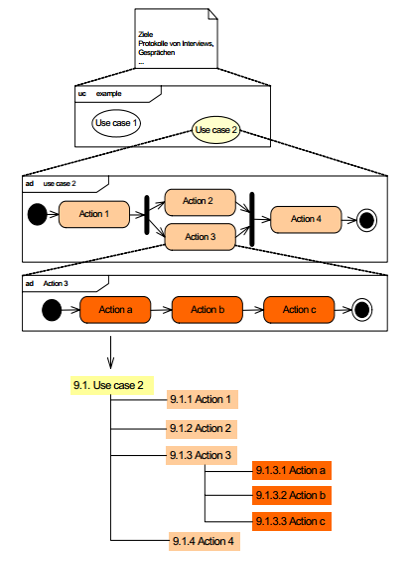 Ziele
Protokolle von Interviews,
Gesprächen
...
uc example
Use case 1
Use case 2
ad use case 2
Action 1
Action 2
Action 3
Action 4
ad Action 3
Action a
Action b
Action c
9.1. Use case 2
9.1.1 Action 1
9.1.2 Action 2
9.1.3 Action 3
9.1.3.1 Action a
9.1.3.2 Action b
9.1.3.3 Action c
9.1.4 Action 4